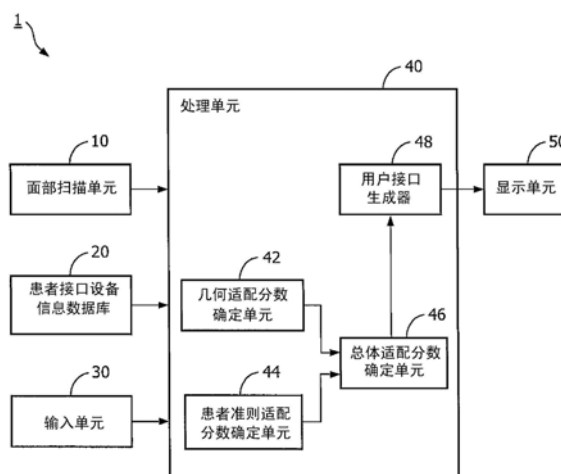 1
40
处理单元
10
面部扫描单元
48
用户接口
生成器
50
显示单元
20
患者接口设备
信息数据库
42
几何适配分数
确定单元
46
总体适配分数
确定单元
30
输入单元
44
患者准则适配
分数确定单元